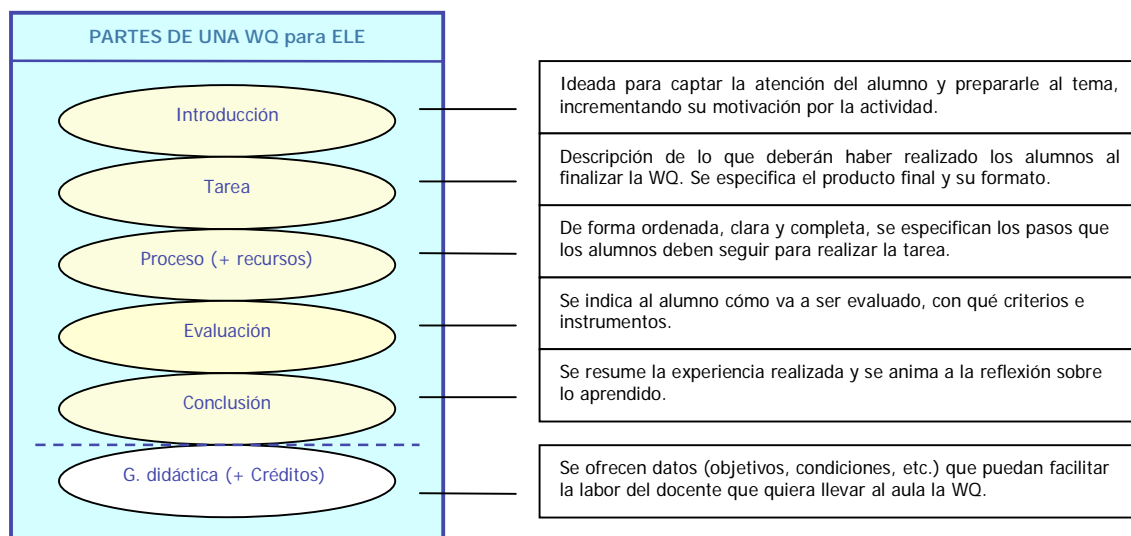 PARTES DE UNA WQ para ELE
Introducción
Ideada para captar la atención del alumno y prepararle al tema,
incrementando su motivación por la actividad.
Tarea
Descripción de lo que deberán haber realizado los alumnos al
finalizar la WQ. Se especifica el producto final y su formato.
Proceso (+ recursos)
De forma ordenada, clara y completa, se especifican los pasos que
los alumnos deben seguir para realizar la tarea.
Evaluación
Se indica al alumno cómo va a ser evaluado, con qué criterios e
instrumentos.
Conclusión
Se resume la experiencia realizada y se anima a la reflexión sobre
lo aprendido.
G. didáctica (+ Créditos)
Se ofrecen datos (objetivos, condiciones, etc.) que puedan facilitar
la labor del docente que quiera llevar al aula la WQ.